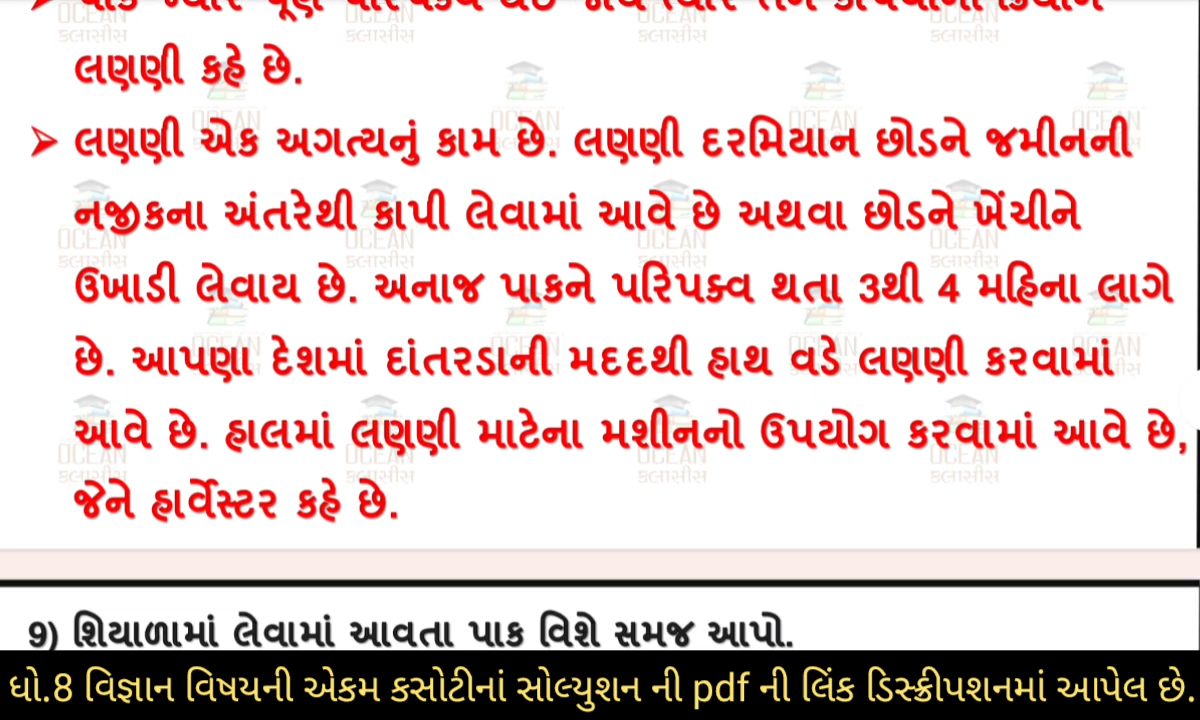 લણણી કહે છે.
➢ લણણી એક અગત્યનું કામ છે. લણણી દરમિયાન છોડને જમીનની
નજીકના અંતરેથી કાપી લેવામાં આવે છે અથવા છોડને ખેંચીને
ઉખાડી લેવાય છે. અનાજ પાકને પરિપક્વ થતા 3થી 4 મહિના લાગે
છે. આપણા દેશમાં દાંતરડાની મદદથી હાથ વડે લણણી કરવામાં
આવે છે. હાલમાં લણણી માટેના મશીનનો ઉપયોગ કરવામાં આવે છે,
જેને હાર્વેસ્ટર કહે છે.
9) શિયાળામાં લેવામાં આવતા પાક વિશે સમજ આપો.
ધો.8 વિજ્ઞાન વિષયની એકમ કસોટીનાં સોલ્યુશન ની pdf ની લિંક ડિસ્ક્રીપશનમાં આપેલ છે.